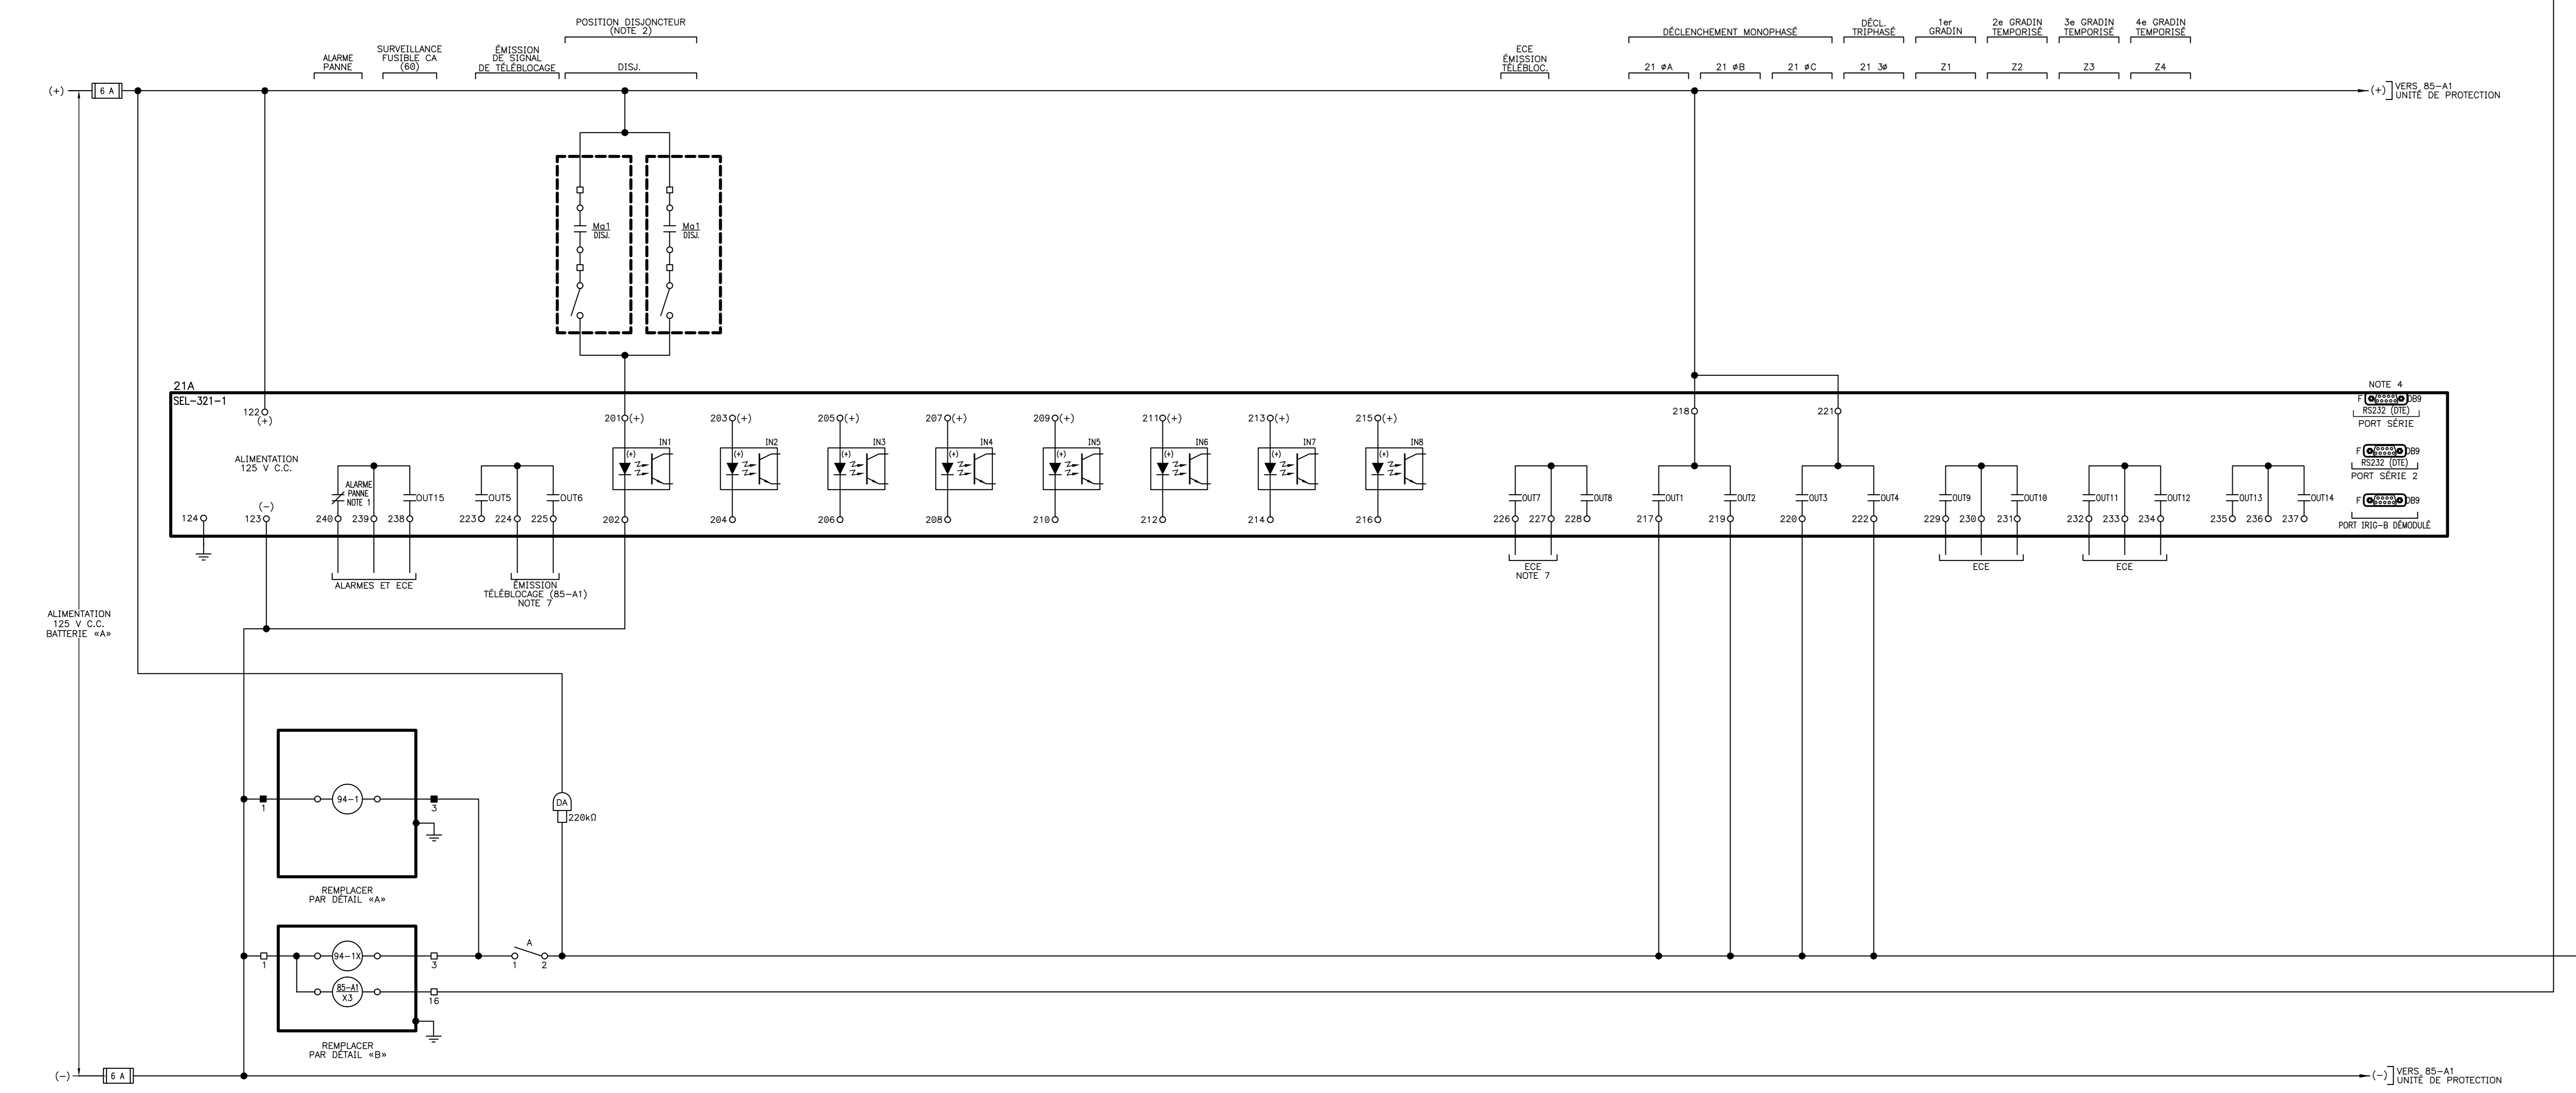 POSITION DISJONCTEUR
(NOTE 2)
DISJ.
ALARME
PANNE
SURVEILLANCE
FUSIBLE CA
(60)
ÉMISSION
DE SIGNAL
DE TÉLÉBLOCAGE
ECE
ÉMISSION
TÉLÉBLOC.
DÉCLENCHEMENT MONOPHASÉ
DÉCL.
TRIPHASÉ
1er
GRADIN
2e GRADIN
TEMPORISÉ
3e GRADIN
TEMPORISÉ
4e GRADIN
TEMPORISÉ
21 øA
21 øB
21 øC
21 3ø
Z1
Z2
Z3
Z4
(+)
6 A
(+)
VERS 85-A1
UNITÉ DE PROTECTION
Ma1
DISJ.
Ma1
DISJ.
21A
SEL-321-1
122
(+)
201 (+)
203 (+)
205 (+)
207 (+)
209 (+)
211 (+)
213 (+)
215 (+)
218
221
NOTE 4
F
DB9
RS232 (DTE)
PORT SÉRIE
IN1
IN2
IN3
IN4
IN5
IN6
IN7
IN8
(+)
(+)
(+)
(+)
(+)
(+)
(+)
(+)
F
DB9
RS232 (DTE)
PORT SÉRIE 2
ALIMENTATION
125 V C.C.
ALARME
PANNE
NOTE 1
OUT15
OUT5
OUT6
OUT7
OUT8
OUT1
OUT2
OUT3
OUT4
OUT9
OUT10
OUT11
OUT12
OUT13
OUT14
F
DB9
PORT IRIG-B DÉMODULÉ
(-)
124
123
240
239
238
223
224
225
202
204
206
208
210
212
214
216
226
227
228
217
219
220
222
229
230
231
232
233
234
235
236
237
ALARMES ET ECE
ÉMISSION
TÉLÉBLOCAGE (85-A1)
NOTE 7
ECE
NOTE 7
ECE
ECE
ALIMENTATION
125 V C.C.
BATTERIE «A»
1
94-1
3
DA
220kΩ
REMPLACER
PAR DÉTAIL «A»
1
94-1X
3
A
1
2
85-A1
X3
16
REMPLACER
PAR DÉTAIL «B»
(-)
6 A
(-)
VERS 85-A1
UNITÉ DE PROTECTION